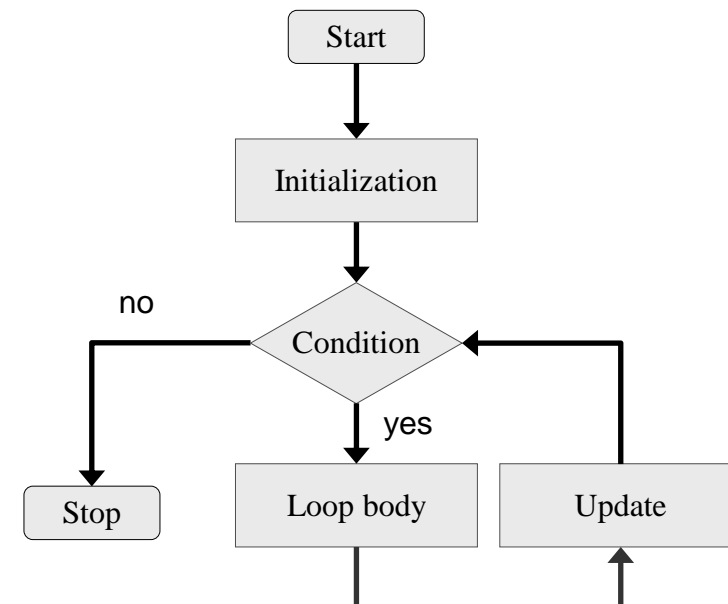 Start
Initialization
no
Condition
yes
Stop
Loop body
Update